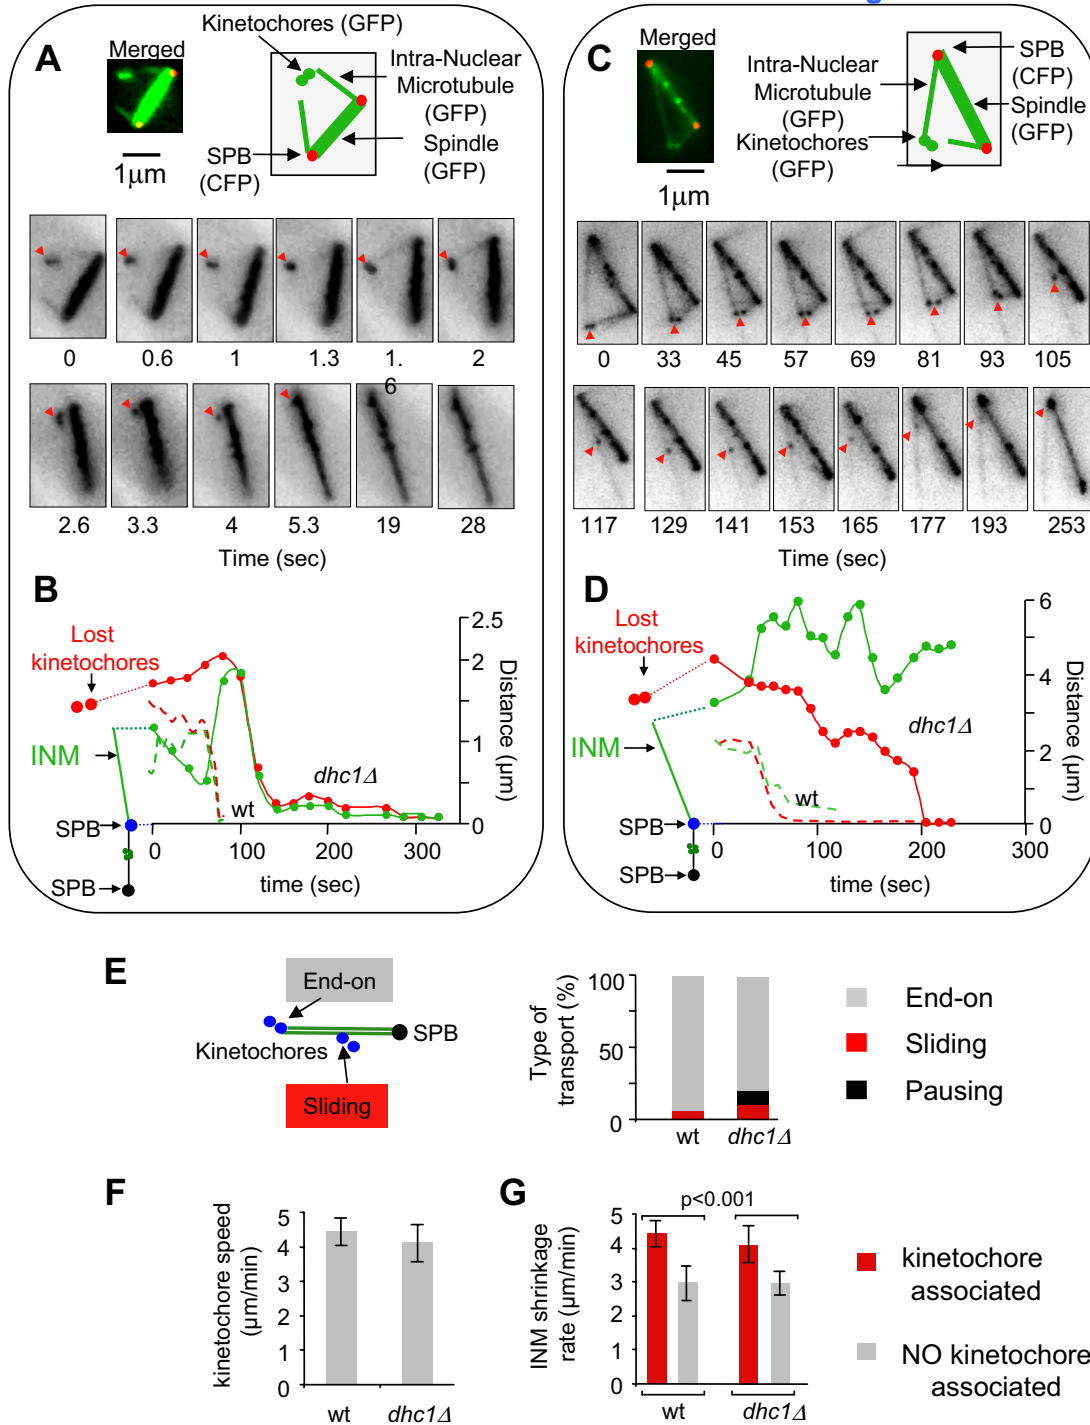 A
Merged
1µm
Kinetochores (GFP)
Intra-Nuclear
Microtubule
(GFP)
Spindle
(GFP)
SPB
(CFP)
0
0.6
1
1.3
1.
6
2
2.6
3.3
4
5.3
19
28
Time (sec)
B
Lost
kinetochores
INM
SPB
SPB
dhc1Δ
wt
2.5
2
1
0
Distance (µm)
0
100
200
300
time (sec)
C
Merged
1µm
Intra-Nuclear
Microtubule
(GFP)
Kinetochores
(GFP)
SPB
(CFP)
Spindle
(GFP)
0
33
45
57
69
81
93
105
117
129
141
153
165
177
193
253
Time (sec)
D
Lost
kinetochores
INM
SPB
SPB
dhc1Δ
wt
6
4
2
0
Distance (µm)
0
100
200
300
time (sec)
E
End-on
Kinetochores
SPB
Sliding
Type of
transport (%)
100
50
0
wt
dhc1Δ
End-on
Sliding
Pausing
F
kinetochore speed
(µm/min)
5
4
3
2
1
0
wt
dhc1Δ
G
INM shrinkage
rate (µm/min)
p<0.001
5
4
3
2
1
0
wt
dhc1Δ
kinetochore
associated
NO kinetochore
associated